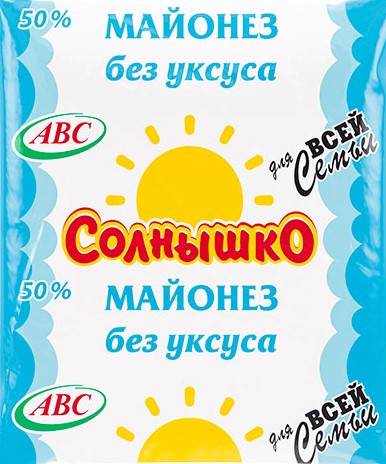 50% МАЙОНЕЗ
без уксуса
АВС
для ВСЕЙ
Семьи
СОЛНЫШКО
50% МАЙОНЕЗ
без уксуса
АВС
для ВСЕЙ
Семьи